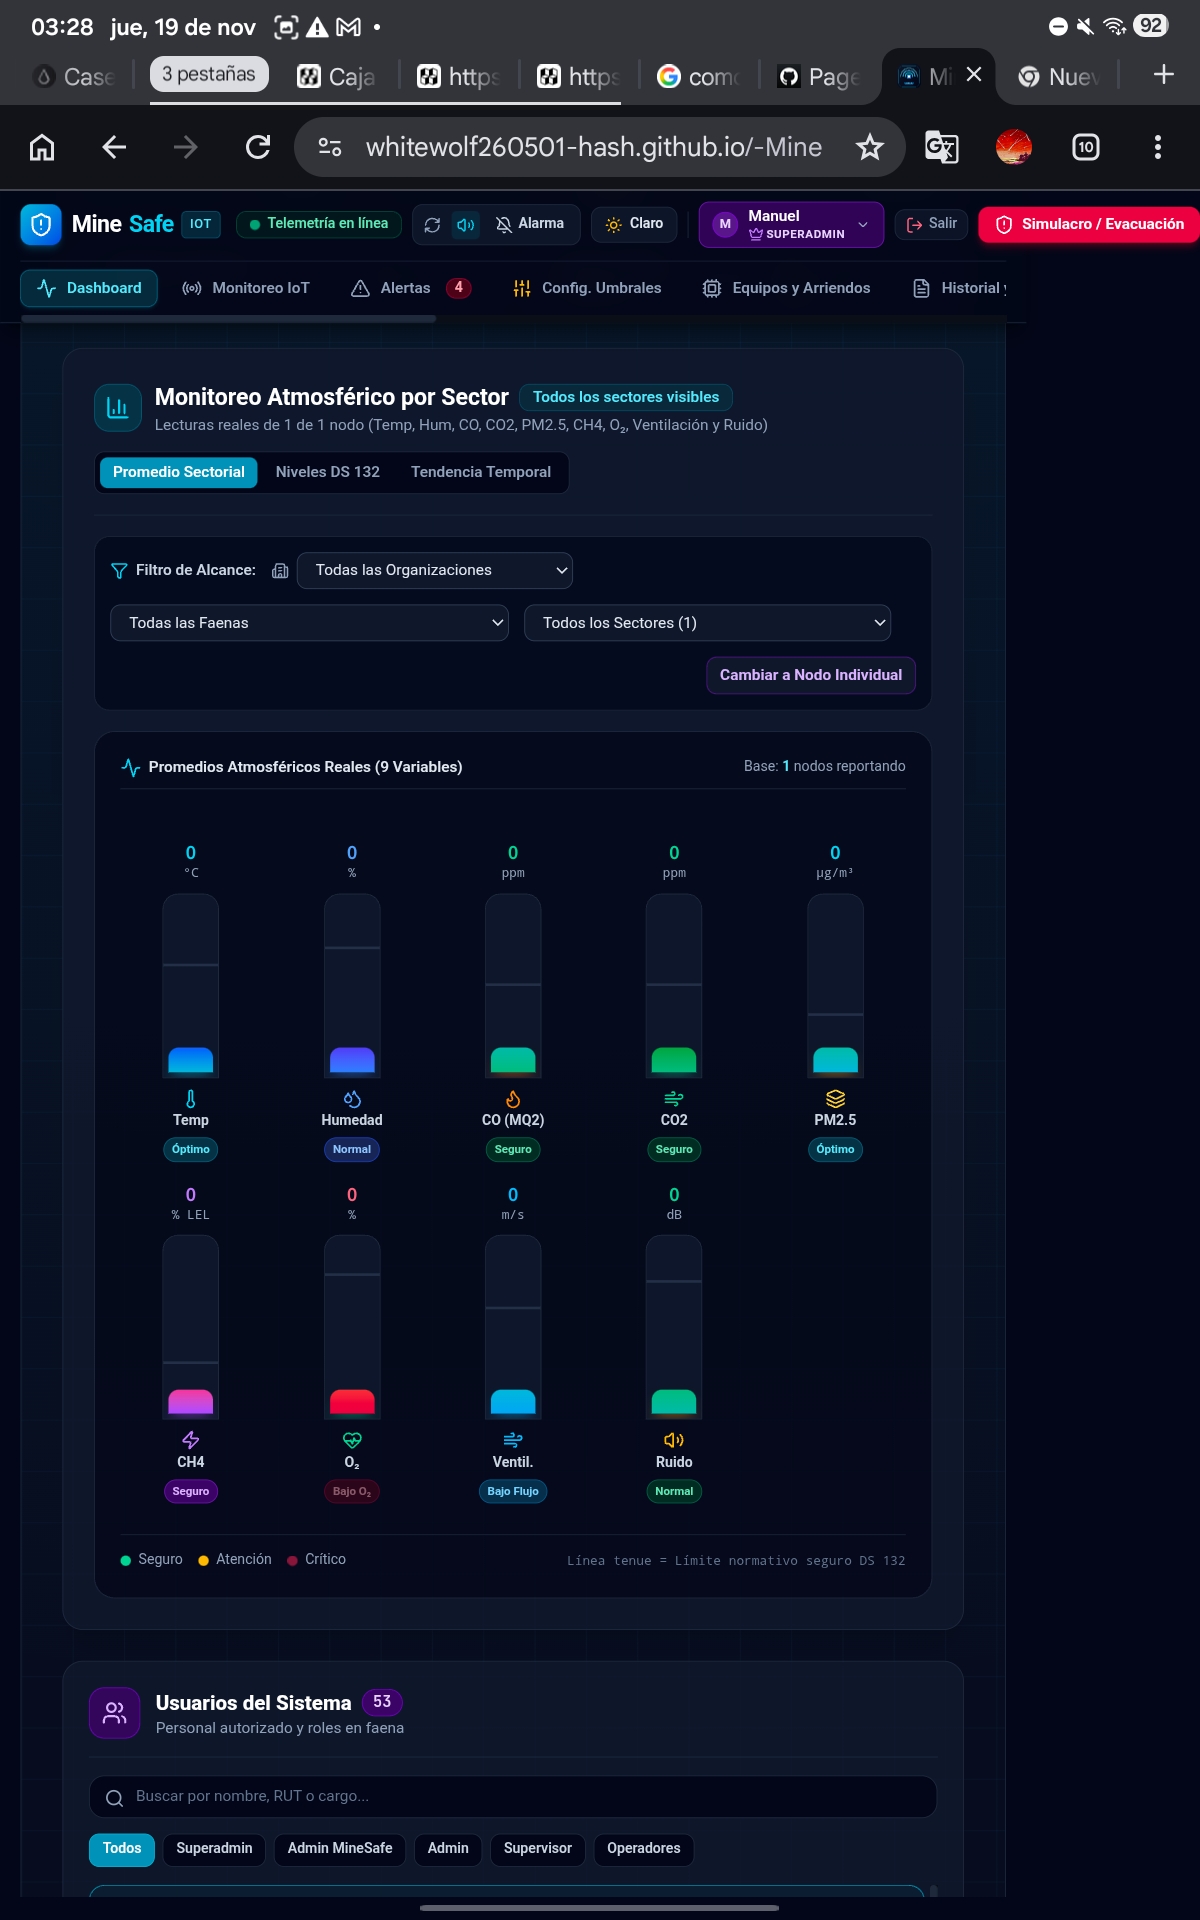 03:28 jue, 19 de nov 92
Case 3 pestañas Caja https https como Page Mi Nuev
whitewolf260501-hash.github.io/-Mine 10
Mine Safe IOT Telemetría en línea Alarma Claro M Manuel SUPERADMIN Salir Simulacro / Evacuación
Dashboard Monitoreo IoT Alertas 4 Config. Umbrales Equipos y Arriendos Historial y
Monitoreo Atmosférico por Sector Todos los sectores visibles
Lecturas reales de 1 de 1 nodo (Temp, Hum, CO, CO2, PM2.5, CH4, O₂, Ventilación y Ruido)
Promedio Sectorial Niveles DS 132 Tendencia Temporal
Filtro de Alcance: Todas las Organizaciones
Todas las Faenas Todos los Sectores (1)
Cambiar a Nodo Individual
Promedios Atmosféricos Reales (9 Variables) Base: 1 nodos reportando
0 0 0 0 0
°C % ppm ppm µg/m³
Temp Humedad CO (MQ2) CO2 PM2.5
Óptimo Normal Seguro Seguro Óptimo
0 0 0 0
% LEL % m/s dB
CH4 O₂ Ventil. Ruido
Seguro Bajo O₂ Bajo Flujo Normal
Seguro Atención Crítico Línea tenue = Límite normativo seguro DS 132
Usuarios del Sistema 53
Personal autorizado y roles en faena
Buscar por nombre, RUT o cargo...
Todos Superadmin Admin MineSafe Admin Supervisor Operadores